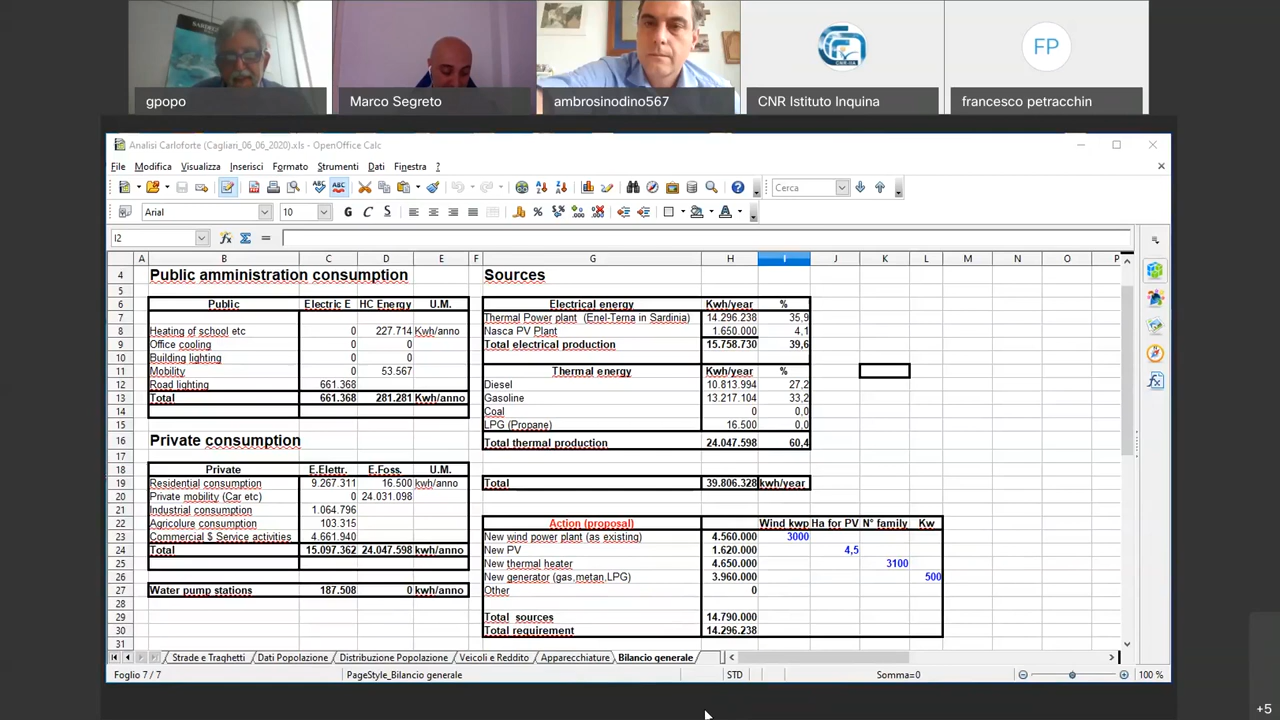 SARDEGNA
CNR-IIA
FP
gpopo
Marco Segreto
ambrosinodino567
CNR Istituto Inquina
francesco petracchin
Analisi Carloforte (Cagliari_06_06_2020).xls - OpenOffice Calc
File Modifica Visualizza Inserisci Formato Strumenti Dati Finestra ?
Cerca
Arial 10 G C S
I2
A B C D E F G H I J K L M N O P
4 Public amministration consumption Sources
5
6 Public Electric E HC Energy U.M. Electrical energy Kwh/year %
7 Thermal Power plant (Enel-Terna in Sardinia) 14.296.238 35,9
8 Heating of school etc 0 227.714 Kwh/anno Nasca PV Plant 1.650.000 4,1
9 Office cooling 0 0 Total electrical production 15.758.730 39,6
10 Building lighting 0 0
11 Mobility 0 53.567 Thermal energy Kwh/year %
12 Road lighting 661.368 Diesel 10.813.994 27,2
13 Total 661.368 281.281 Kwh/anno Gasoline 13.217.104 33,2
14 Coal 0 0,0
15 LPG (Propane) 16.500 0,0
16 Private consumption Total thermal production 24.047.598 60,4
17
18 Private E.Elettr. E.Foss. U.M.
19 Residential consumption 9.267.311 16.500 kwh/anno Total 39.806.328 kwh/year
20 Private mobility (Car etc) 0 24.031.098
21 Industrial consumption 1.064.796
22 Agricolure consumption 103.315 Action (proposal) Wind kwp Ha for PV N° family Kw
23 Commercial $ Service activities 4.661.940 New wind power plant (as existing) 4.560.000 3000
24 Total 15.097.362 24.047.598 kwh/anno New PV 1.620.000 4,5
25 New thermal heater 4.650.000 3100
26 New generator (gas,metan,LPG) 3.960.000 500
27 Water pump stations 187.508 0 kwh/anno Other 0
28
29 Total sources 14.790.000
30 Total requirement 14.296.238
31
Strade e Traghetti Dati Popolazione Distribuzione Popolazione Veicoli e Reddito Apparecchiature Bilancio generale
Foglio 7 / 7 PageStyle_Bilancio generale STD Somma=0 100 %
+5